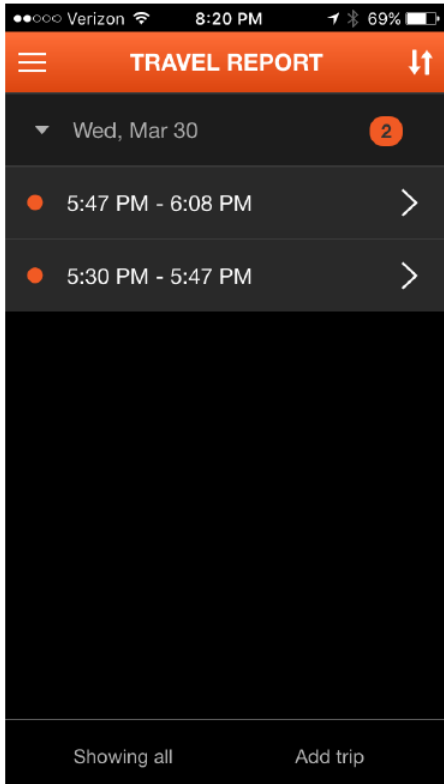 Verizon 8:20 PM 69%
TRAVEL REPORT
Wed, Mar 30 2
5:47 PM - 6:08 PM
5:30 PM - 5:47 PM
Showing all Add trip